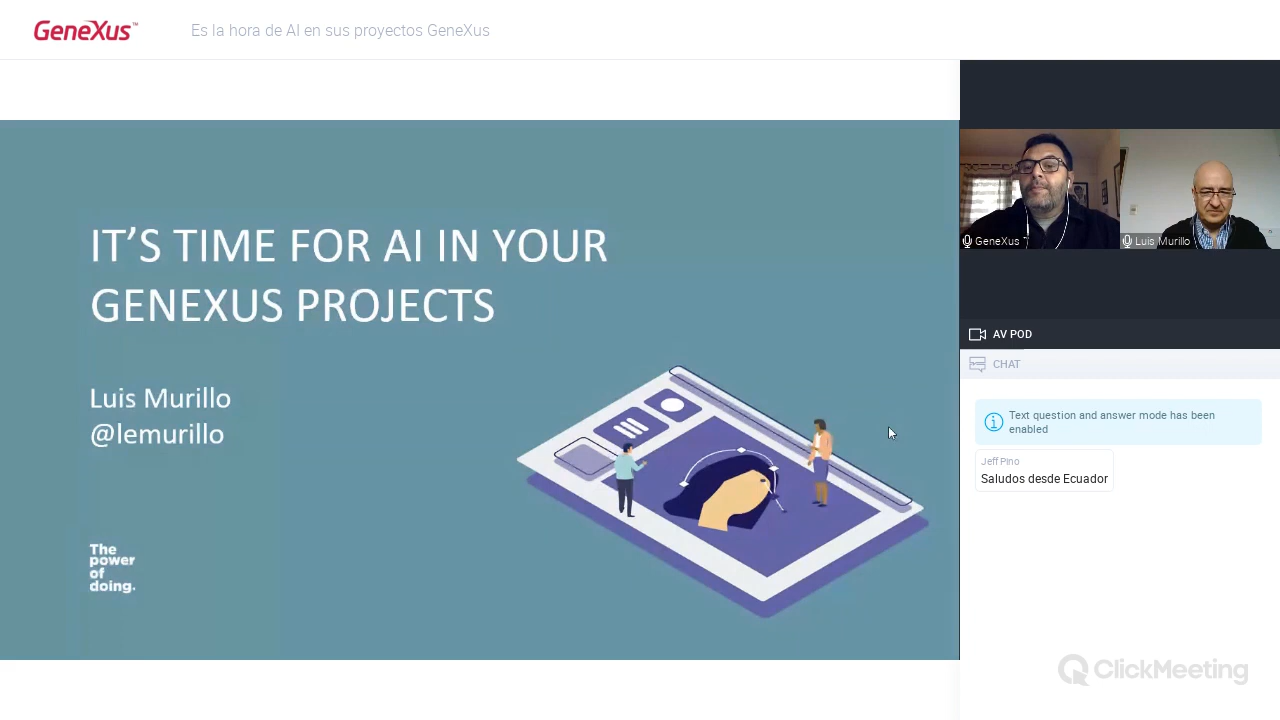 GeneXus™
Es la hora de AI en sus proyectos GeneXus
IT'S TIME FOR AI IN YOUR
GENEXUS PROJECTS
Luis Murillo
@lemurillo
The
power
of
doing.
GeneXus
Luis Murillo
AV POD
CHAT
Text question and answer mode has been
enabled
Jeff Pino
Saludos desde Ecuador
ClickMeeting